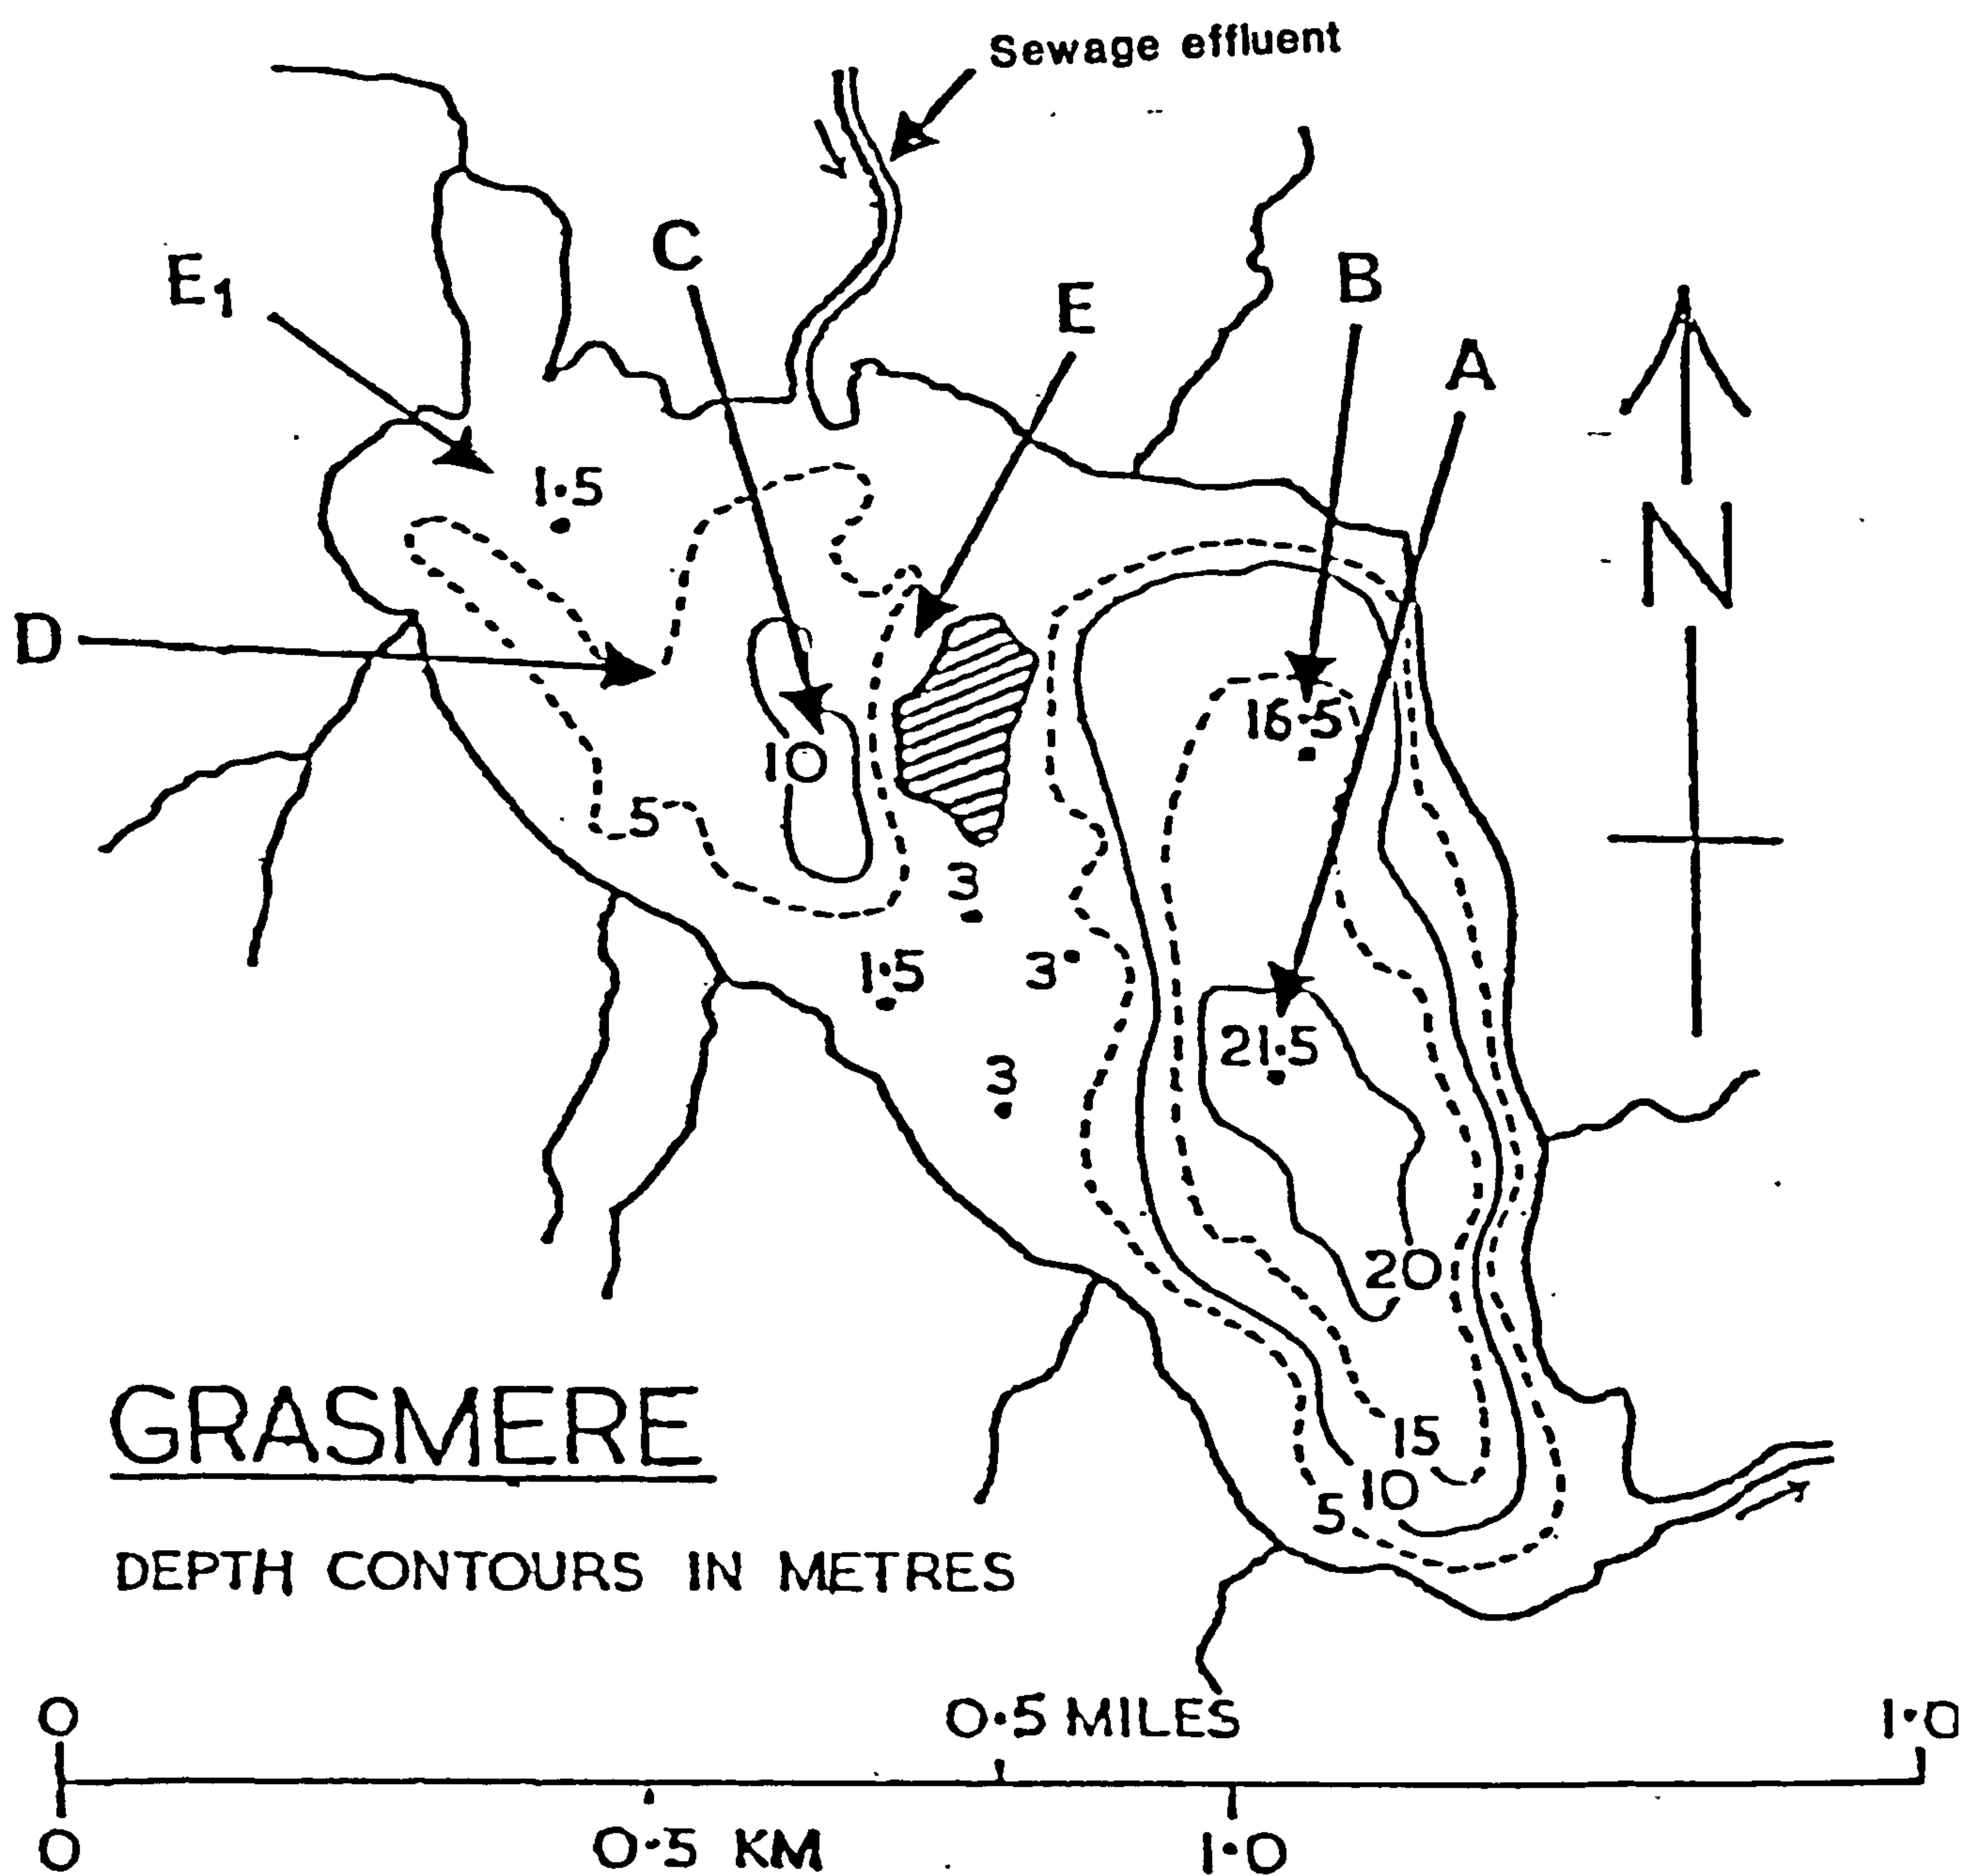 Sewage effluent
C
E1
B
E
A
1·5
N
D
16·5
10
5
3
1·5
3
21·5
3
20
GRASMERE
15
10
5
DEPTH CONTOURS IN METRES
0 0·5 MILES 1·0
0 0·5 KM 1·0